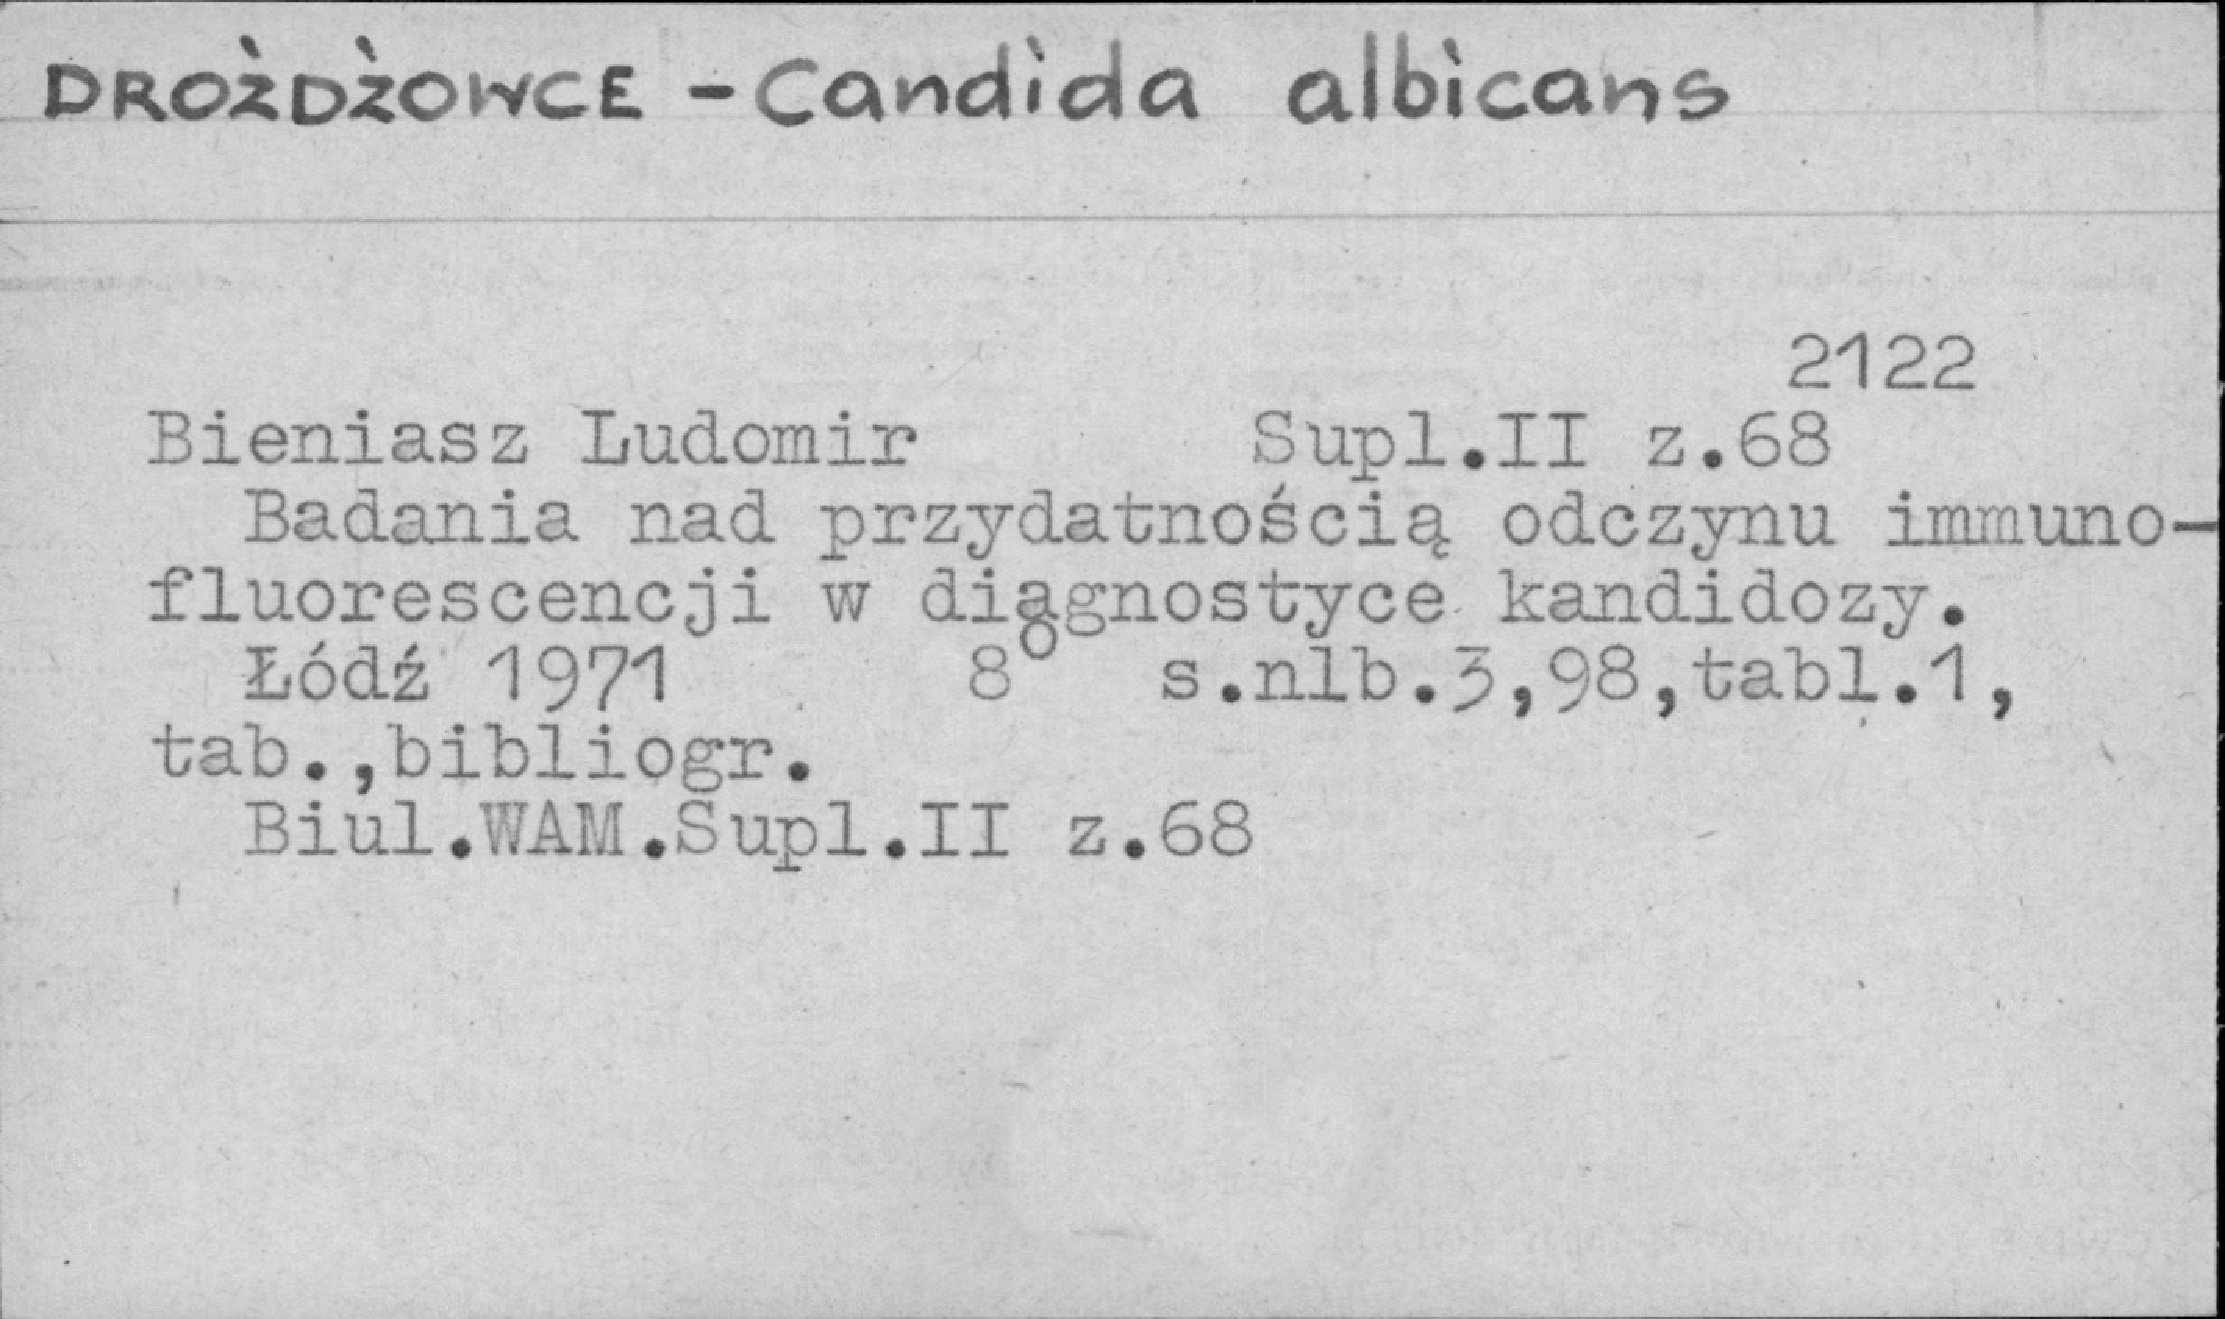 DROŻDŻOWCE - Candida albicans
2122
Bieniasz Ludomir Supl.II z.68
Badania nad przydatnością odczynu immuno-
fluorescencji w diagnostyce kandidozy.
Łódź 1971 8° s.nlb.3,98,tabl.1,
tab.,bibliogr.
Biul.WAM.Supl.II z.68